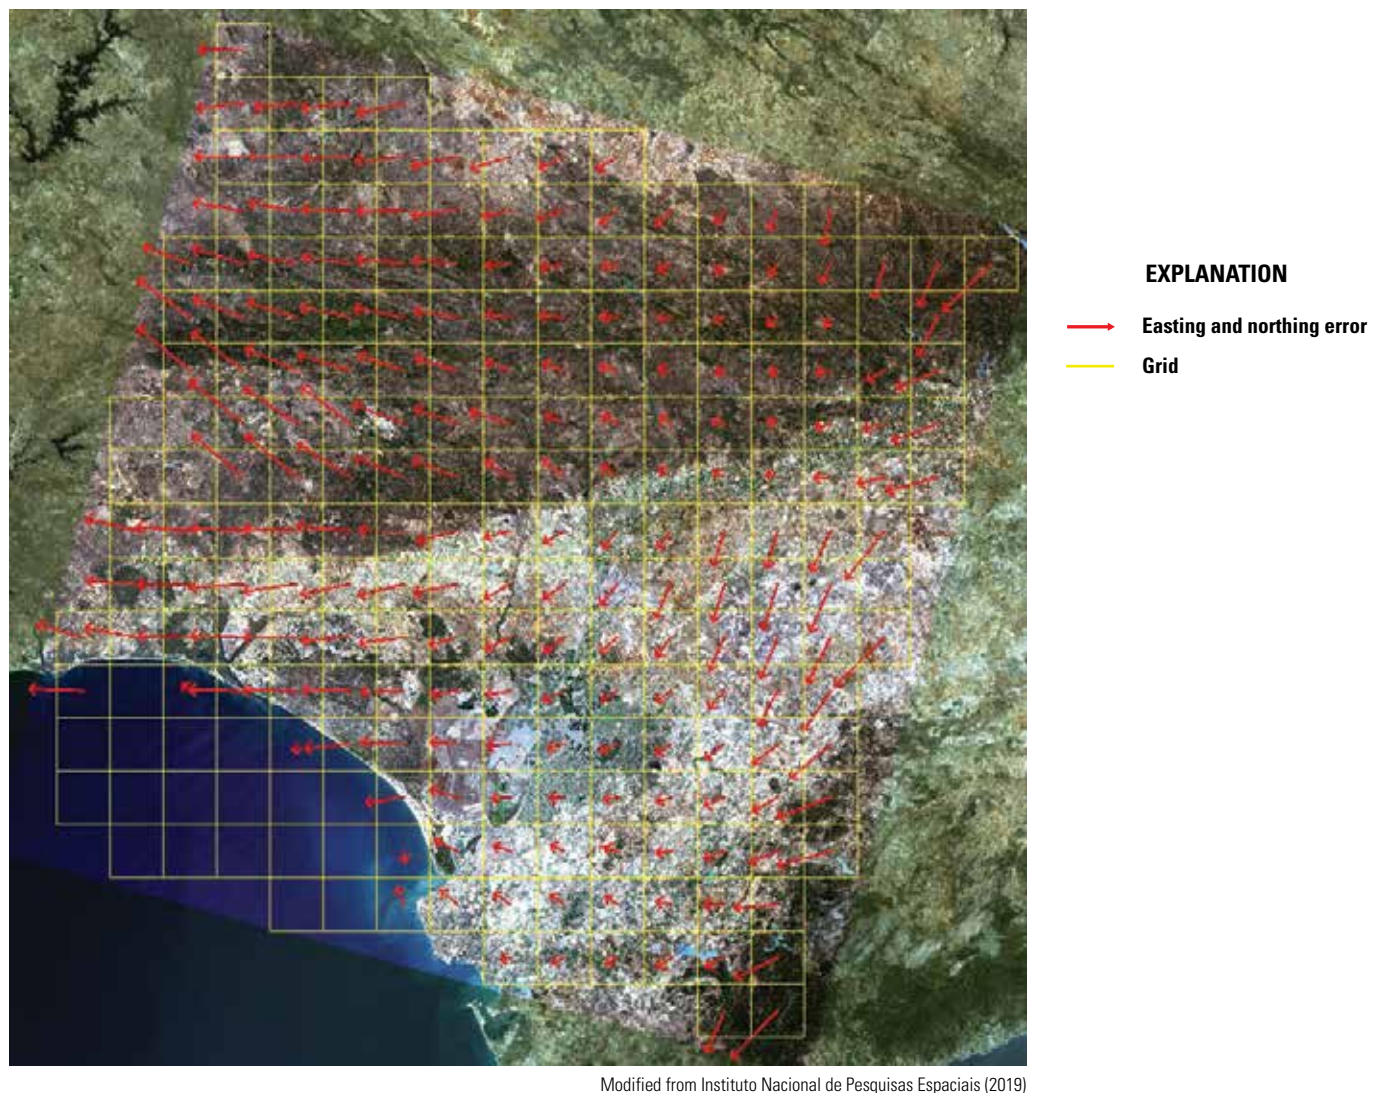 EXPLANATION
Easting and northing error
Grid
Modified from Instituto Nacional de Pesquisas Espaciais (2019)